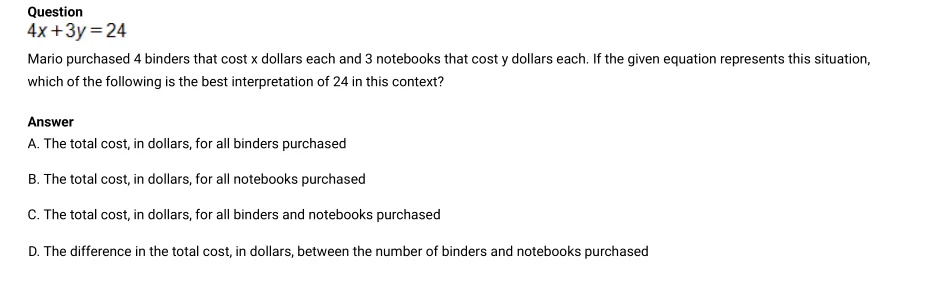 Question
4x + 3y = 24
Mario purchased 4 binders that cost x dollars each and 3 notebooks that cost y dollars each. If the given equation represents this situation,
which of the following is the best interpretation of 24 in this context?
Answer
A. The total cost, in dollars, for all binders purchased
B. The total cost, in dollars, for all notebooks purchased
C. The total cost, in dollars, for all binders and notebooks purchased
D. The difference in the total cost, in dollars, between the number of binders and notebooks purchased